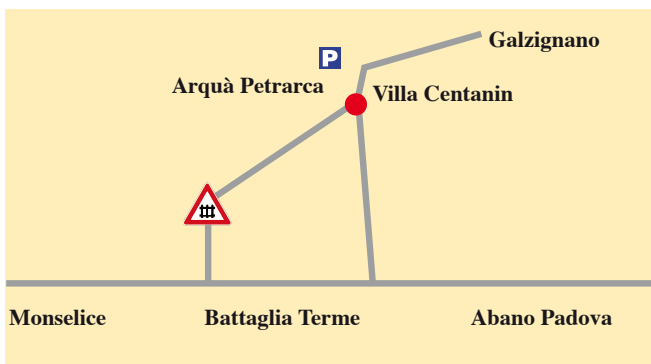 Galzignano
P
Arquà Petrarca
Villa Centanin
Monselice
Battaglia Terme
Abano Padova